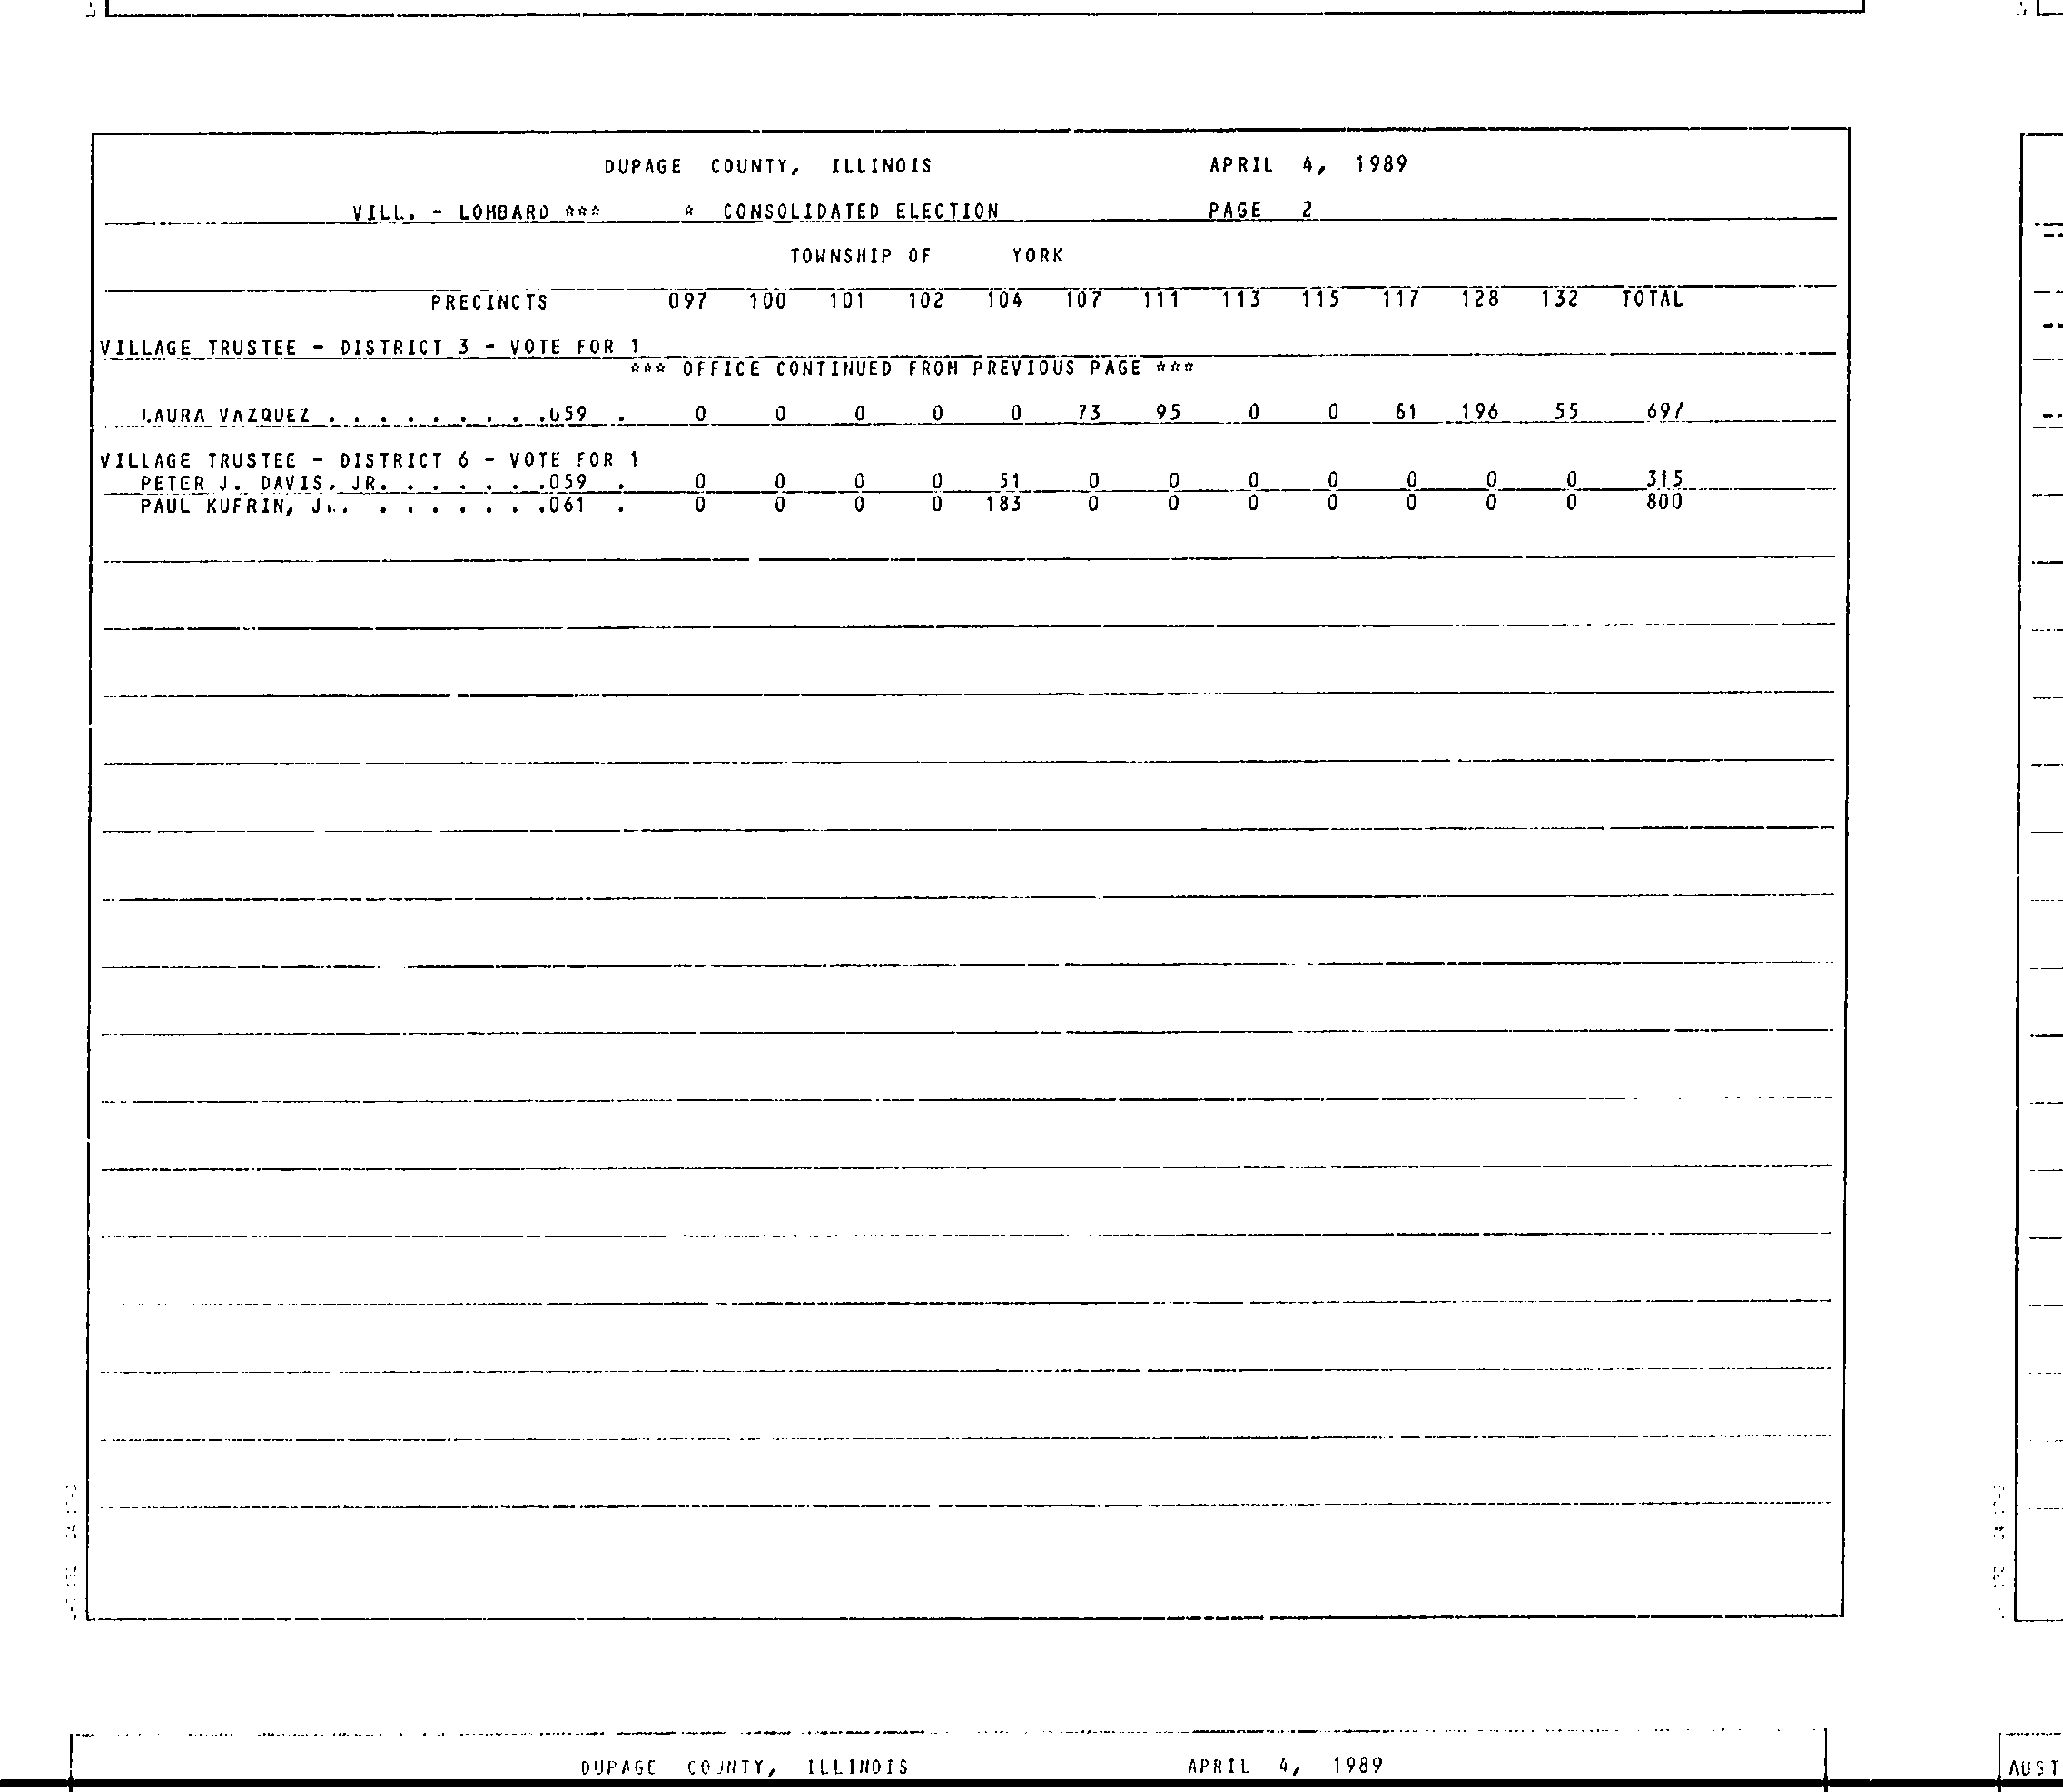 DUPAGE COUNTY, ILLINOIS APRIL 4, 1989
VILL. - LOMBARD *** * CONSOLIDATED ELECTION PAGE 2
TOWNSHIP OF YORK
PRECINCTS 097 100 101 102 104 107 111 113 115 117 128 132 TOTAL
VILLAGE TRUSTEE - DISTRICT 3 - VOTE FOR 1
*** OFFICE CONTINUED FROM PREVIOUS PAGE ***
LAURA VAZQUEZ . . . . . . . . .059 . 0 0 0 0 0 73 95 0 0 61 196 55 697
VILLAGE TRUSTEE - DISTRICT 6 - VOTE FOR 1
PETER J. DAVIS, JR. . . . . . .059 . 0 0 0 0 51 0 0 0 0 0 0 0 315
PAUL KUFRIN, JR. . . . . . . .061 . 0 0 0 0 183 0 0 0 0 0 0 0 800
DUPAGE COUNTY, ILLINOIS APRIL 4, 1989
AUST